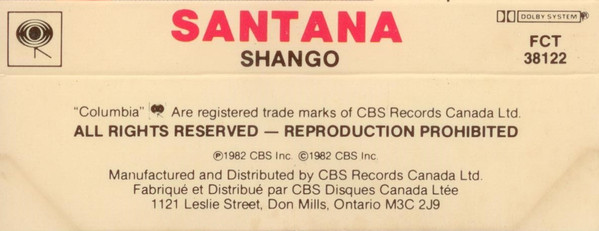 SANTANA
SHANGO
DOLBY SYSTEM
FCT
38122
"Columbia" Are registered trade marks of CBS Records Canada Ltd.
ALL RIGHTS RESERVED — REPRODUCTION PROHIBITED
℗1982 CBS Inc. ©1982 CBS Inc.
Manufactured and Distributed by CBS Records Canada Ltd.
Fabriqué et Distribué par CBS Disques Canada Ltée
1121 Leslie Street, Don Mills, Ontario M3C 2J9